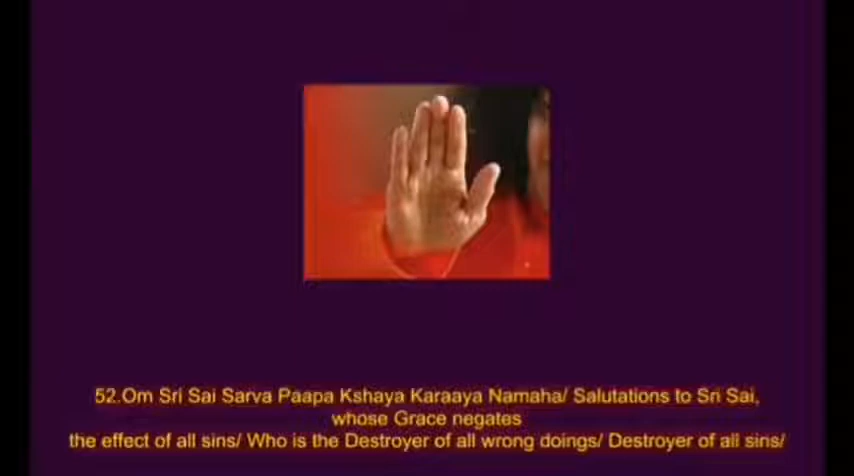 52.Om Sri Sai Sarva Paapa Kshaya Karaaya Namaha/ Salutations to Sri Sai,
whose Grace negates
the effect of all sins/ Who is the Destroyer of all wrong doings/ Destroyer of all sins/